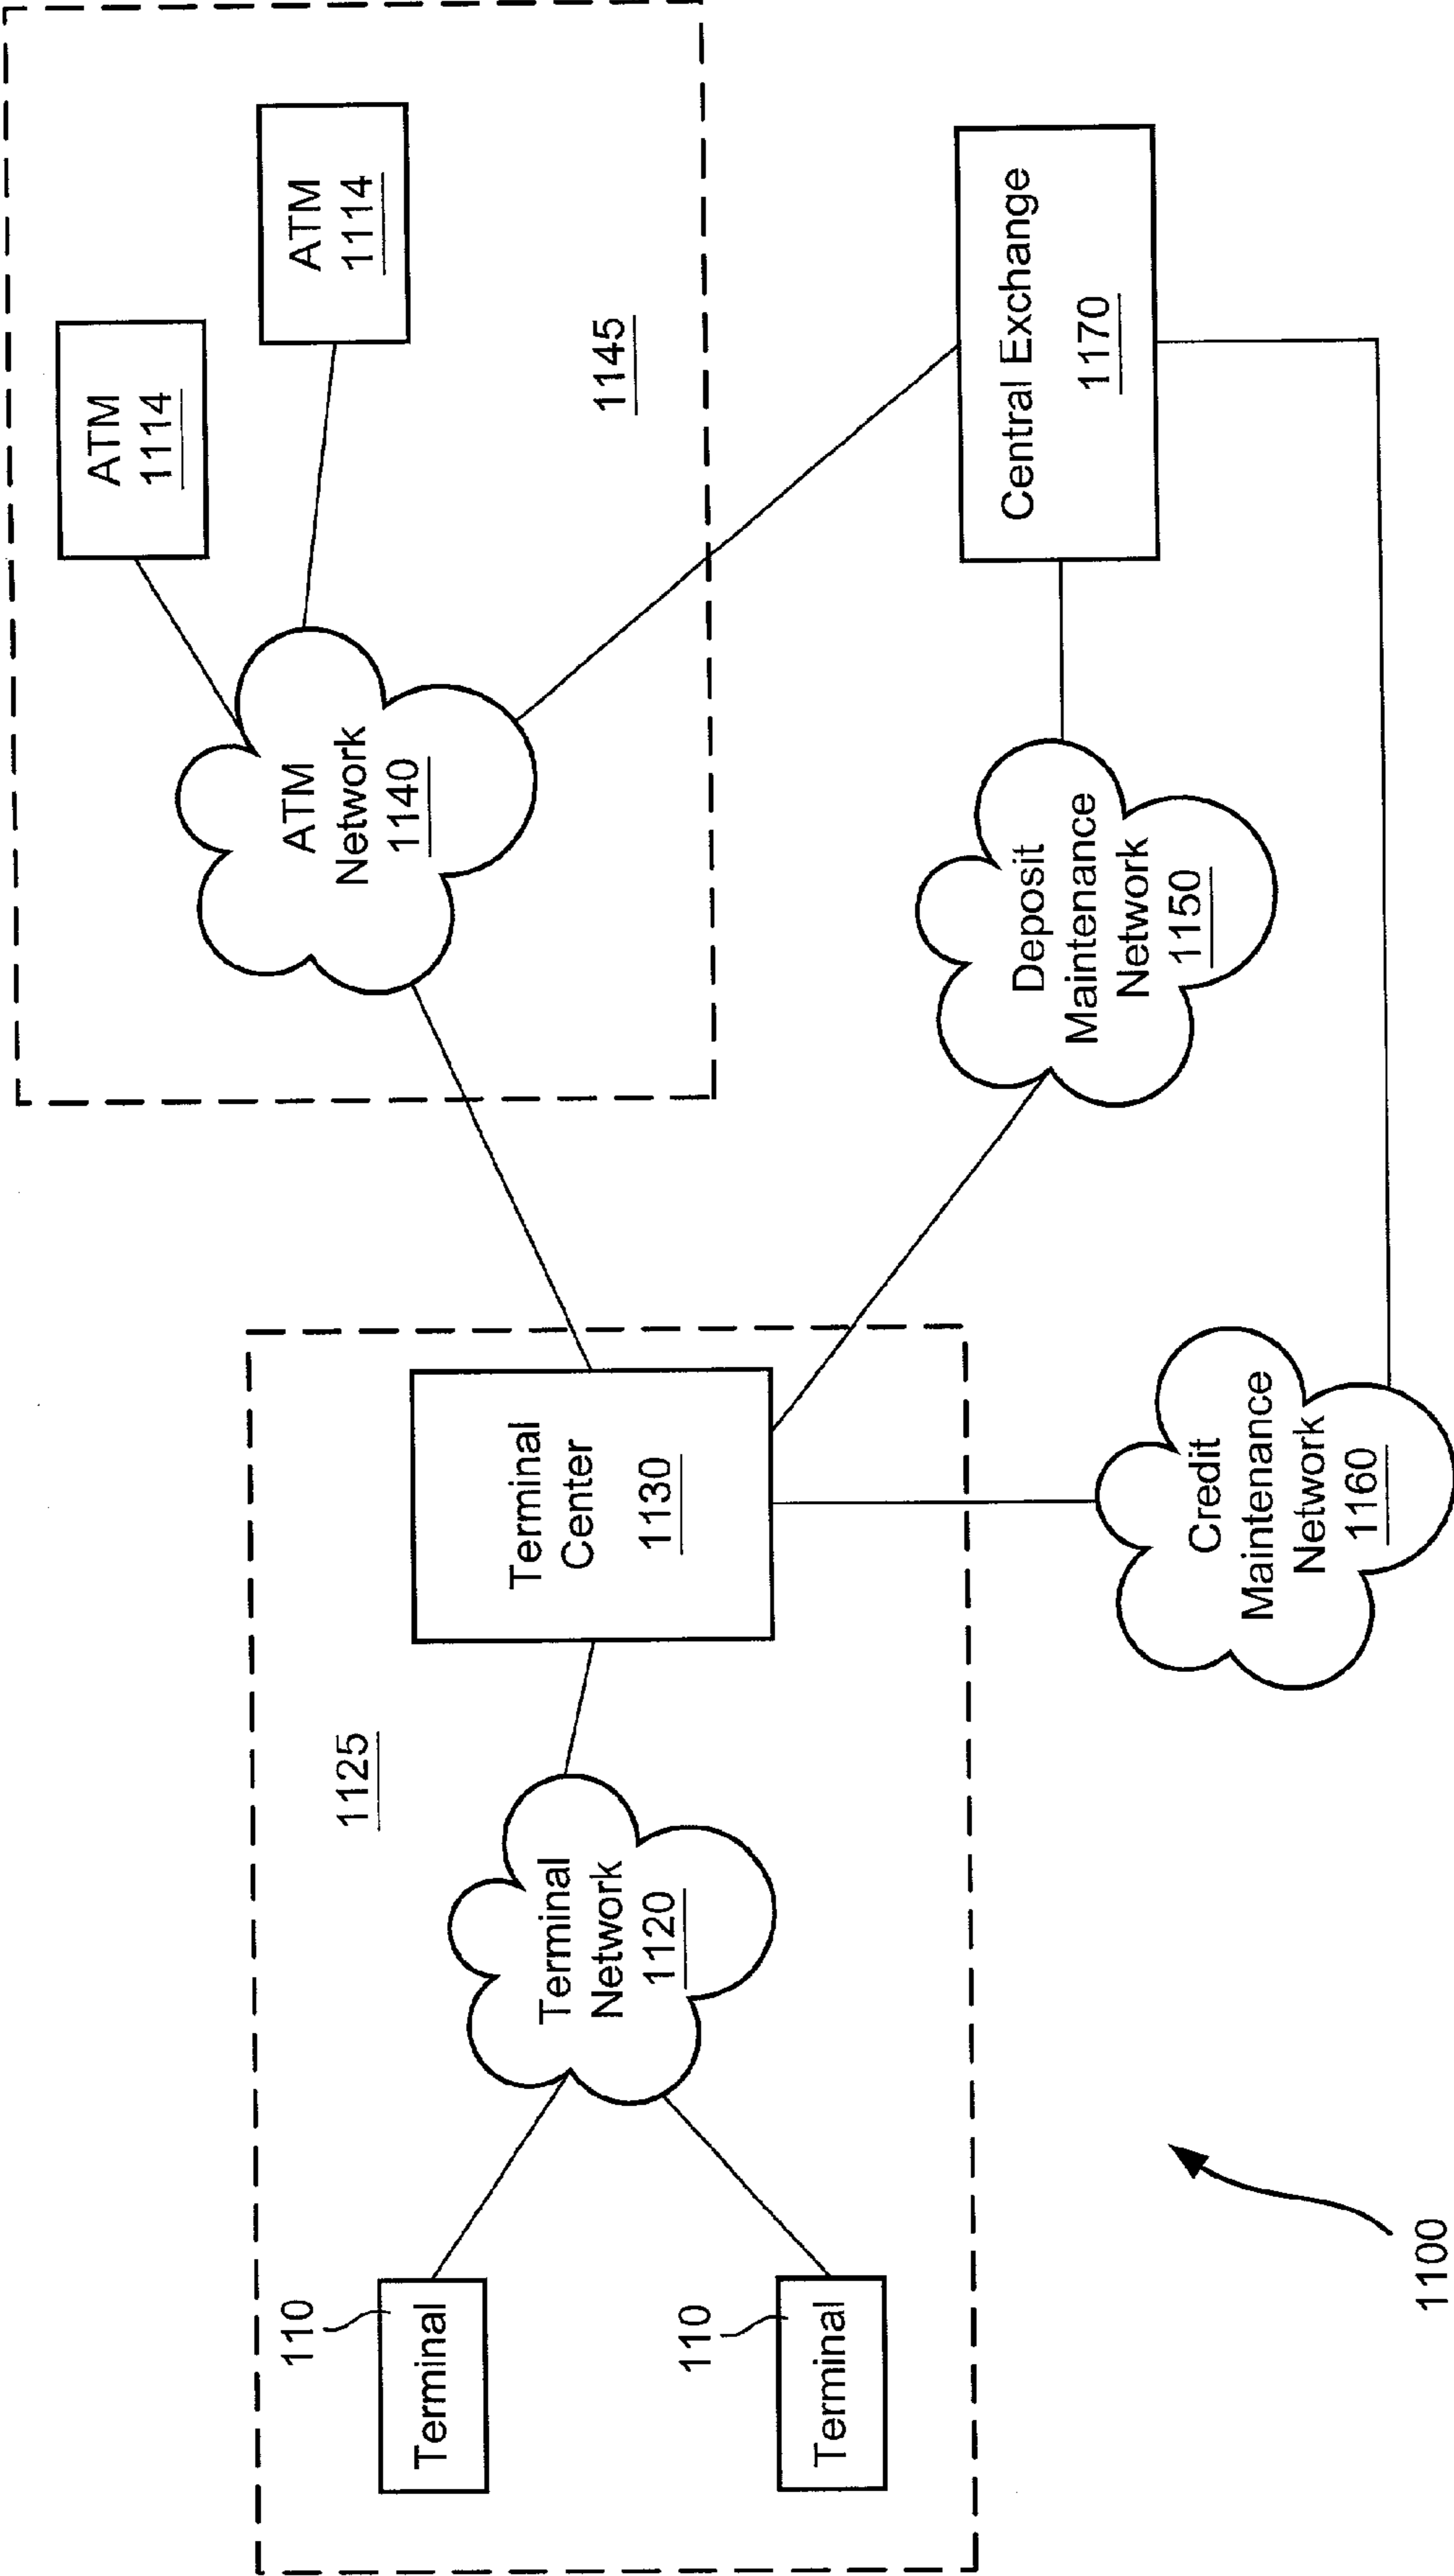 110
Terminal
110
Terminal
Terminal
Network
1120
1125
Terminal
Center
1130
ATM
Network
1140
ATM
1114
ATM
1114
1145
Deposit
Maintenance
Network
1150
Credit
Maintenance
Network
1160
Central Exchange
1170
1100